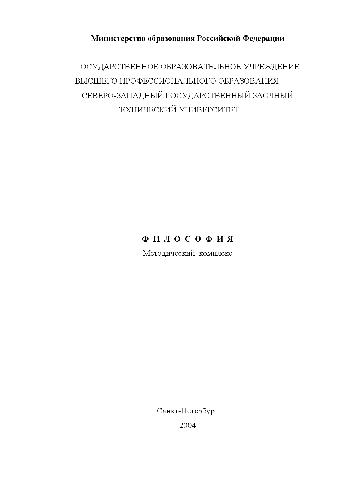 Министерство образования Российской Федерации
ГОСУДАРСТВЕННОЕ ОБРАЗОВАТЕЛЬНОЕ УЧРЕЖДЕНИЕ
ВЫСШЕГО ПРОФЕССИОНАЛЬНОГО ОБРАЗОВАНИЯ
СЕВЕРО-ЗАПАДНЫЙ ГОСУДАРСТВЕННЫЙ ЗАОЧНЫЙ
ТЕХНИЧЕСКИЙ УНИВЕРСИТЕТ
Ф И Л О С О Ф И Я
Методический комплекс
Санкт-Петербург
2004